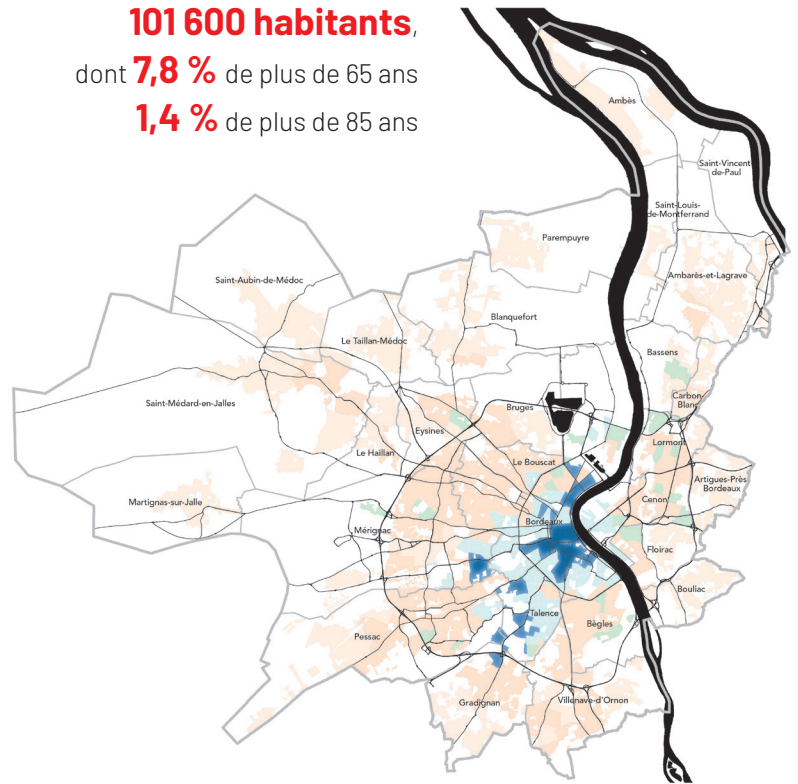 101 600 habitants,
dont 7,8 % de plus de 65 ans
1,4 % de plus de 85 ans
Ambès
Saint-Vincent
de-Paul
Saint-Louis-
de-Montferrand
Parempuyre
Ambarès-et-Lagrave
Saint-Aubin-de-Médoc
Blanquefort
Le Taillan-Médoc
Bassens
Carbon-
Blanc
Saint-Médard-en-Jalles
Bruges
Eysines
Lormont
Le Haillan
Le Bouscat
Artigues-Près
Bordeaux
Cenon
Martignas-sur-Jalle
Bordeaux
Mérignac
Floirac
Bouliac
Talence
Bègles
Pessac
Gradignan
Villenave-d'Ornon